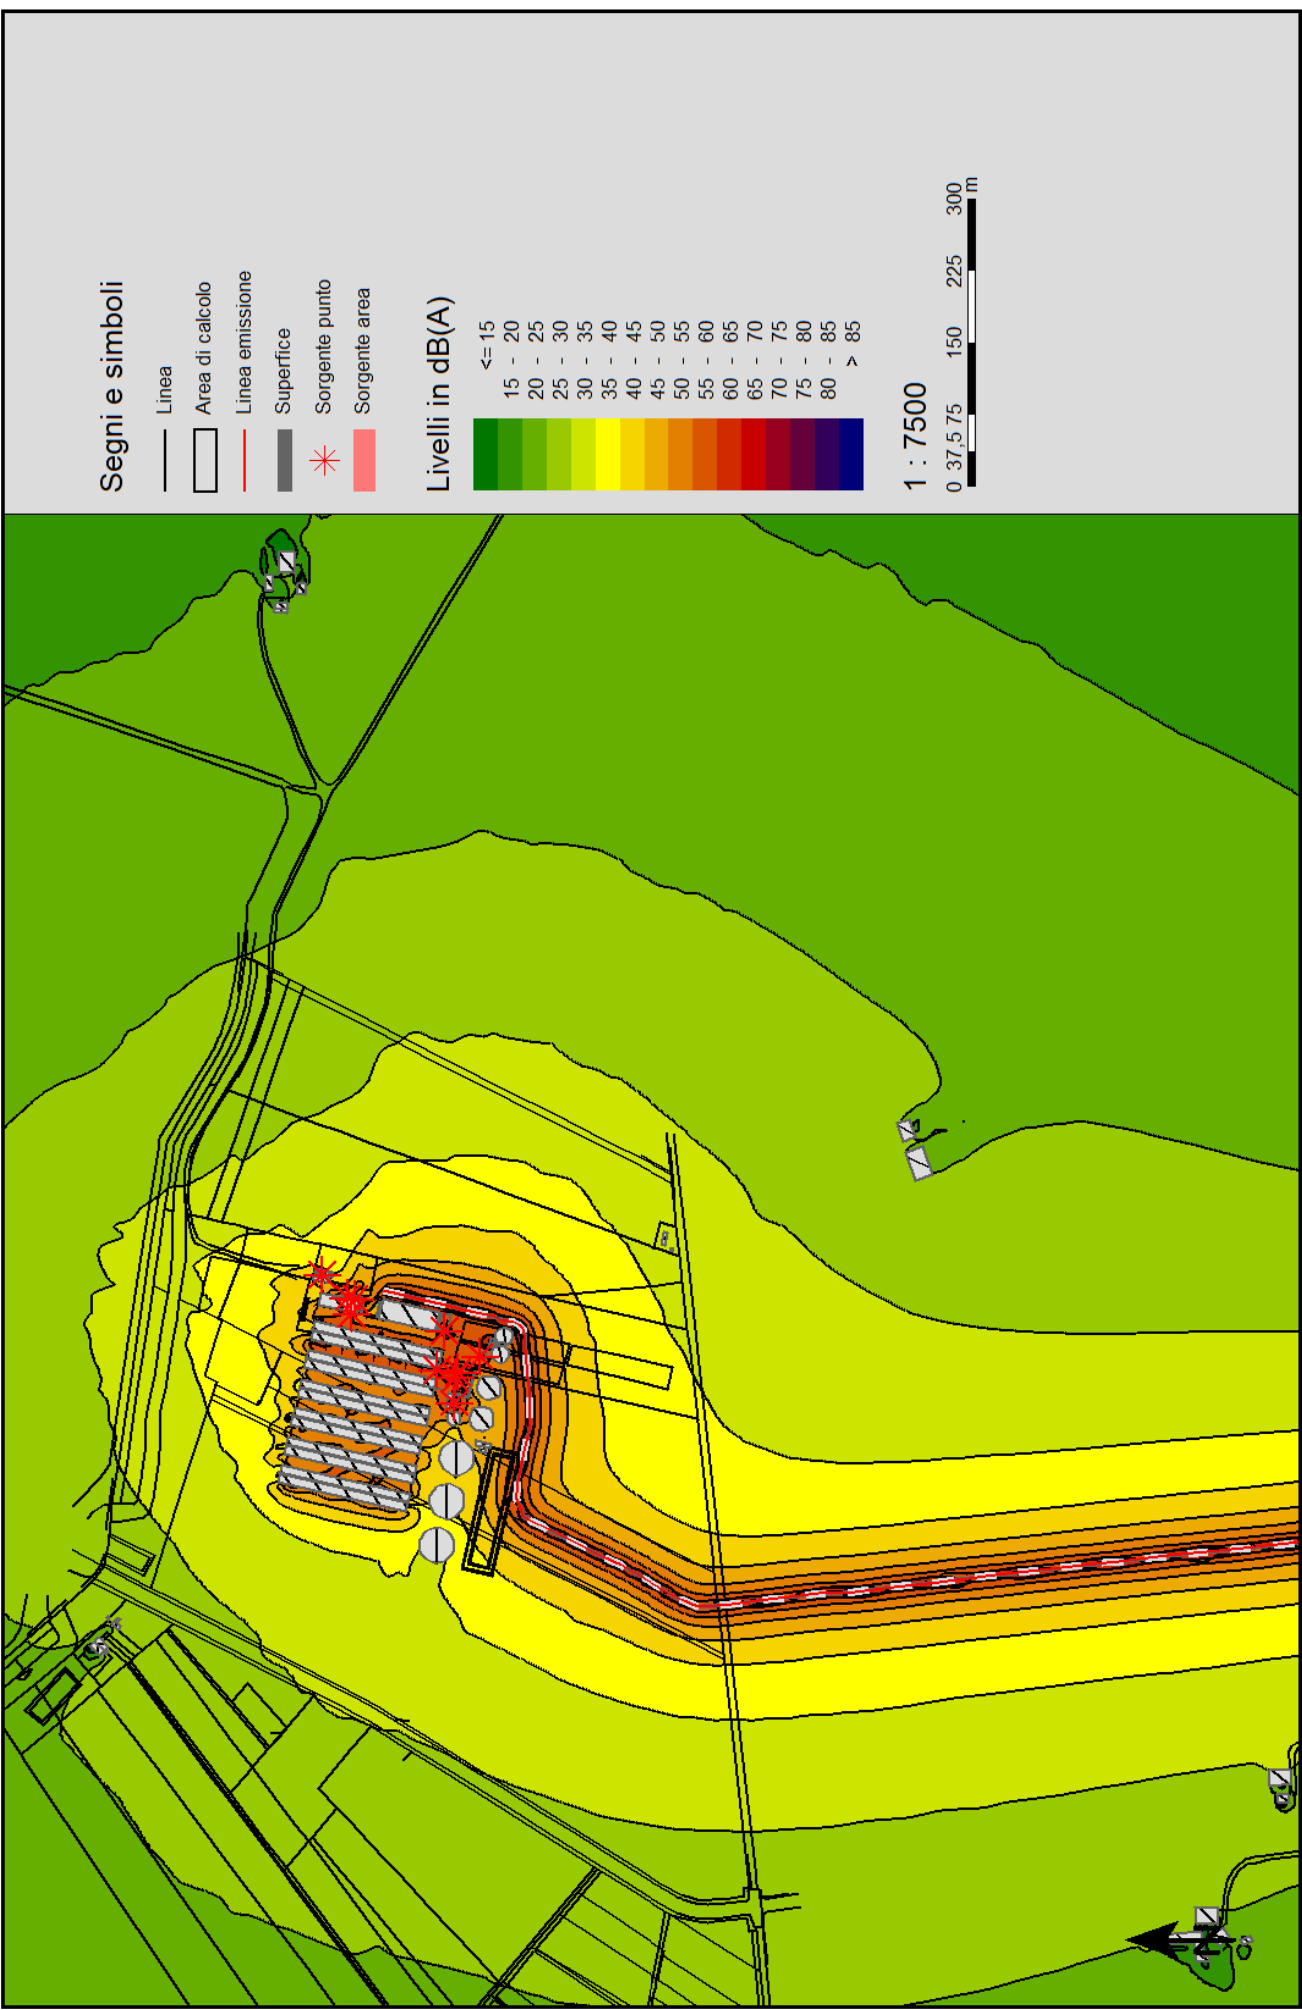 Segni e simboli
Linea
Area di calcolo
Linea emissione
Superfice
Sorgente punto
Sorgente area
Livelli in dB(A)
<= 15
15 - 20
20 - 25
25 - 30
30 - 35
35 - 40
40 - 45
45 - 50
50 - 55
55 - 60
60 - 65
65 - 70
70 - 75
75 - 80
80 - 85
> 85
1 : 7500
0 37,5 75 150 225 300
m
N